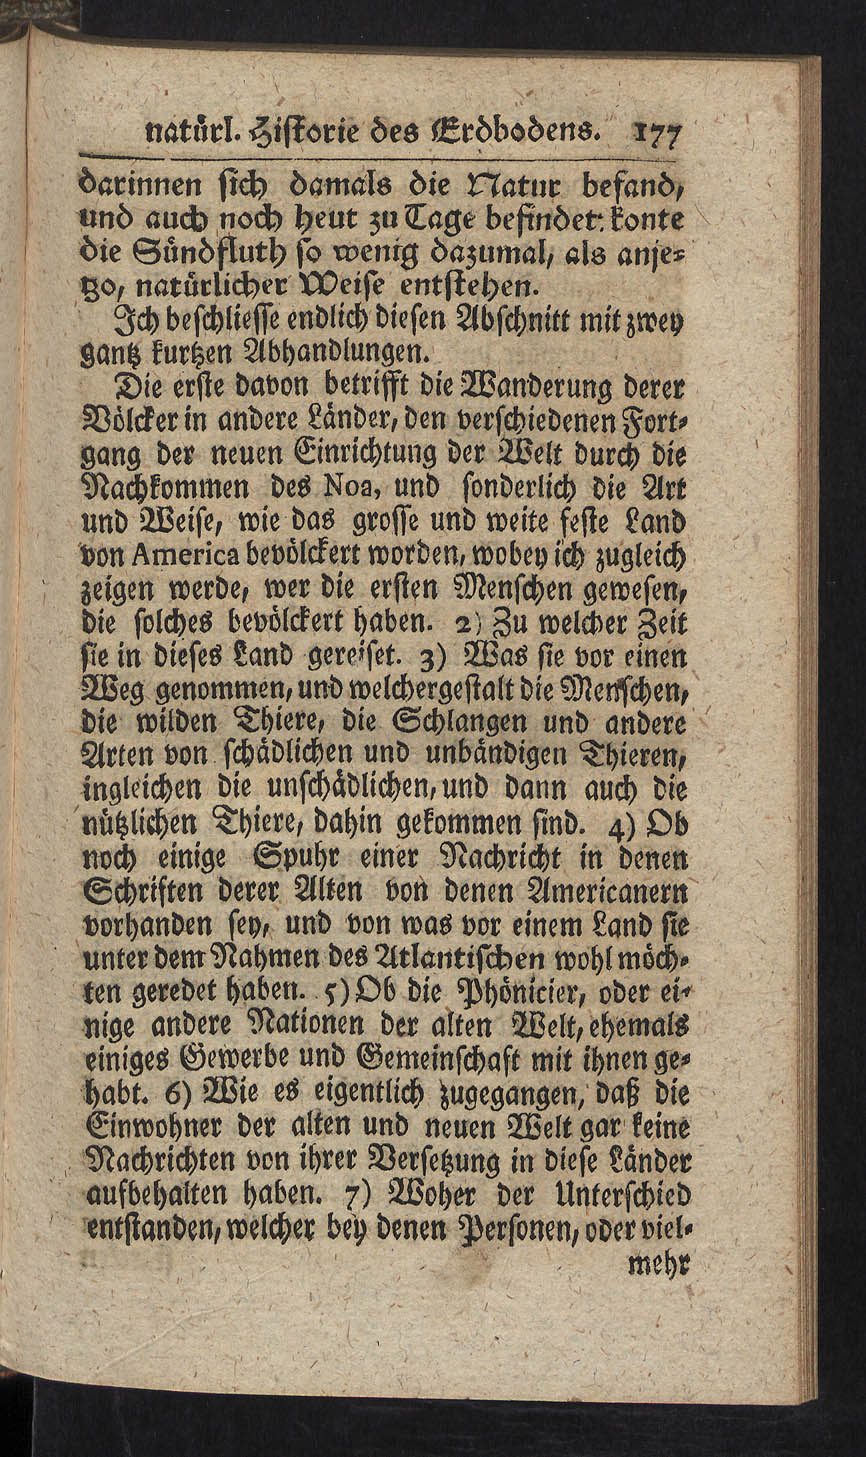 natürl. Historie des Erdbodens. 177
darinnen sich damals die Natur befand,
und auch noch heut zu Tage befindet: konte
die Sündfluth so wenig dazumal, als anje-
tzo, natürlicher Weise entstehen.
Ich beschliesse endlich diesen Abschnitt mit zwey
gantz kurtzen Abhandlungen.
Die erste davon betrifft die Wanderung derer
Völcker in andere Länder, den verschiedenen Fort-
gang der neuen Einrichtung der Welt durch die
Nachkommen des Noa, und sonderlich die Art
und Weise, wie das grosse und weite feste Land
von America bevölckert worden, wobey ich zugleich
zeigen werde, wer die ersten Menschen gewesen,
die solches bevölckert haben. 2) Zu welcher Zeit
sie in dieses Land gereiset. 3) Was sie vor einen
Weg genommen, und welchergestalt die Menschen,
die wilden Thiere, die Schlangen und andere
Arten von schädlichen und unbändigen Thieren,
ingleichen die unschädlichen, und dann auch die
nützlichen Thiere, dahin gekommen sind. 4) Ob
noch einige Spuhr einer Nachricht in denen
Schriften derer Alten von denen Americanern
vorhanden sey, und von was vor einem Land sie
unter dem Nahmen des Atlantischen wohl möch-
ten geredet haben. 5) Ob die Phönicier, oder ei-
nige andere Nationen der alten Welt, ehemals
einiges Gewerbe und Gemeinschaft mit ihnen ge-
habt. 6) Wie es eigentlich zugegangen, daß die
Einwohner der alten und neuen Welt gar keine
Nachrichten von ihrer Versetzung in diese Länder
aufbehalten haben. 7) Woher der Unterschied
entstanden, welcher bey denen Personen, oder viel-
mehr